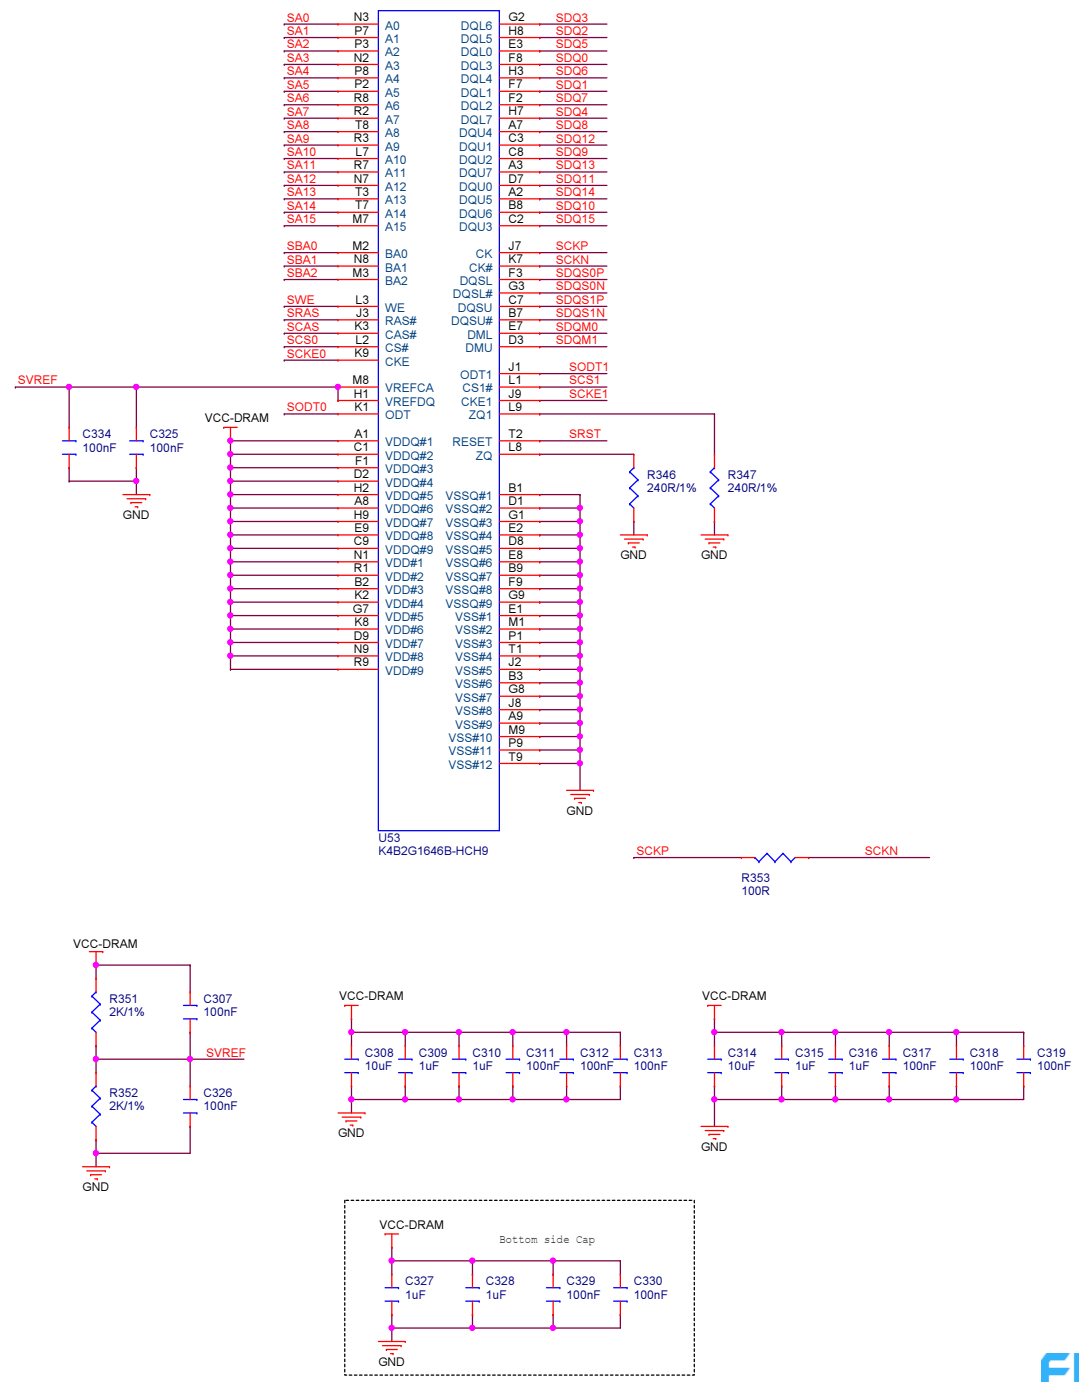 SA0 N3 A0 DQL6 G2 SDQ3
SA1 P7 A1 DQL5 H8 SDQ2
SA2 P3 A2 DQL0 E3 SDQ5
SA3 N2 A3 DQL3 F8 SDQ0
SA4 P8 A4 DQL4 H3 SDQ6
SA5 P2 A5 DQL1 F7 SDQ1
SA6 R8 A6 DQL2 F2 SDQ7
SA7 R2 A7 DQL7 H7 SDQ4
SA8 T8 A8 DQU4 A7 SDQ8
SA9 R3 A9 DQU1 C3 SDQ12
SA10 L7 A10 DQU2 C8 SDQ9
SA11 R7 A11 DQU7 A3 SDQ13
SA12 N7 A12 DQU0 D7 SDQ11
SA13 T3 A13 DQU5 A2 SDQ14
SA14 T7 A14 DQU6 B8 SDQ10
SA15 M7 A15 DQU3 C2 SDQ15
SBA0 M2 BA0 CK J7 SCKP
SBA1 N8 BA1 CK# K7 SCKN
SBA2 M3 BA2 DQSL F3 SDQS0P
DQSL# G3 SDQS0N
SWE L3 WE DQSU C7 SDQS1P
SRAS J3 RAS# DQSU# B7 SDQS1N
SCAS K3 CAS# DML E7 SDQM0
SCS0 L2 CS# DMU D3 SDQM1
SCKE0 K9 CKE
ODT1 J1 SODT1
SVREF M8 VREFCA CS1# L1 SCS1
H1 VREFDQ CKE1 J9 SCKE1
SODT0 K1 ODT ZQ1 L9
VCC-DRAM
C334 100nF
C325 100nF
GND
A1 VDDQ#1 RESET T2 SRST
C1 VDDQ#2 ZQ L8
F1 VDDQ#3
D2 VDDQ#4
H2 VDDQ#5 VSSQ#1 B1
A8 VDDQ#6 VSSQ#2 D1
H9 VDDQ#7 VSSQ#3 G1
E9 VDDQ#8 VSSQ#4 E2
C9 VDDQ#9 VSSQ#5 D8
N1 VDD#1 VSSQ#6 E8
R1 VDD#2 VSSQ#7 B9
B2 VDD#3 VSSQ#8 F9
K2 VDD#4 VSSQ#9 G9
G7 VDD#5 VSS#1 E1
K8 VDD#6 VSS#2 M1
D9 VDD#7 VSS#3 P1
N9 VDD#8 VSS#4 T1
R9 VDD#9 VSS#5 J2
VSS#6 B3
VSS#7 G8
VSS#8 J8
VSS#9 A9
VSS#10 M9
VSS#11 P9
VSS#12 T9
R346 R347
240R/1% 240R/1%
GND GND
GND
U53
K4B2G1646B-HCH9
SCKP SCKN
R353
100R
VCC-DRAM
R351 C307
2K/1% 100nF
SVREF
R352 C326
2K/1% 100nF
GND
VCC-DRAM
C308 C309 C310 C311 C312 C313
10uF 1uF 1uF 100nF 100nF 100nF
GND
VCC-DRAM
C314 C315 C316 C317 C318 C319
10uF 1uF 1uF 100nF 100nF 100nF
GND
VCC-DRAM
Bottom side Cap
C327 C328 C329 C330
1uF 1uF 100nF 100nF
GND